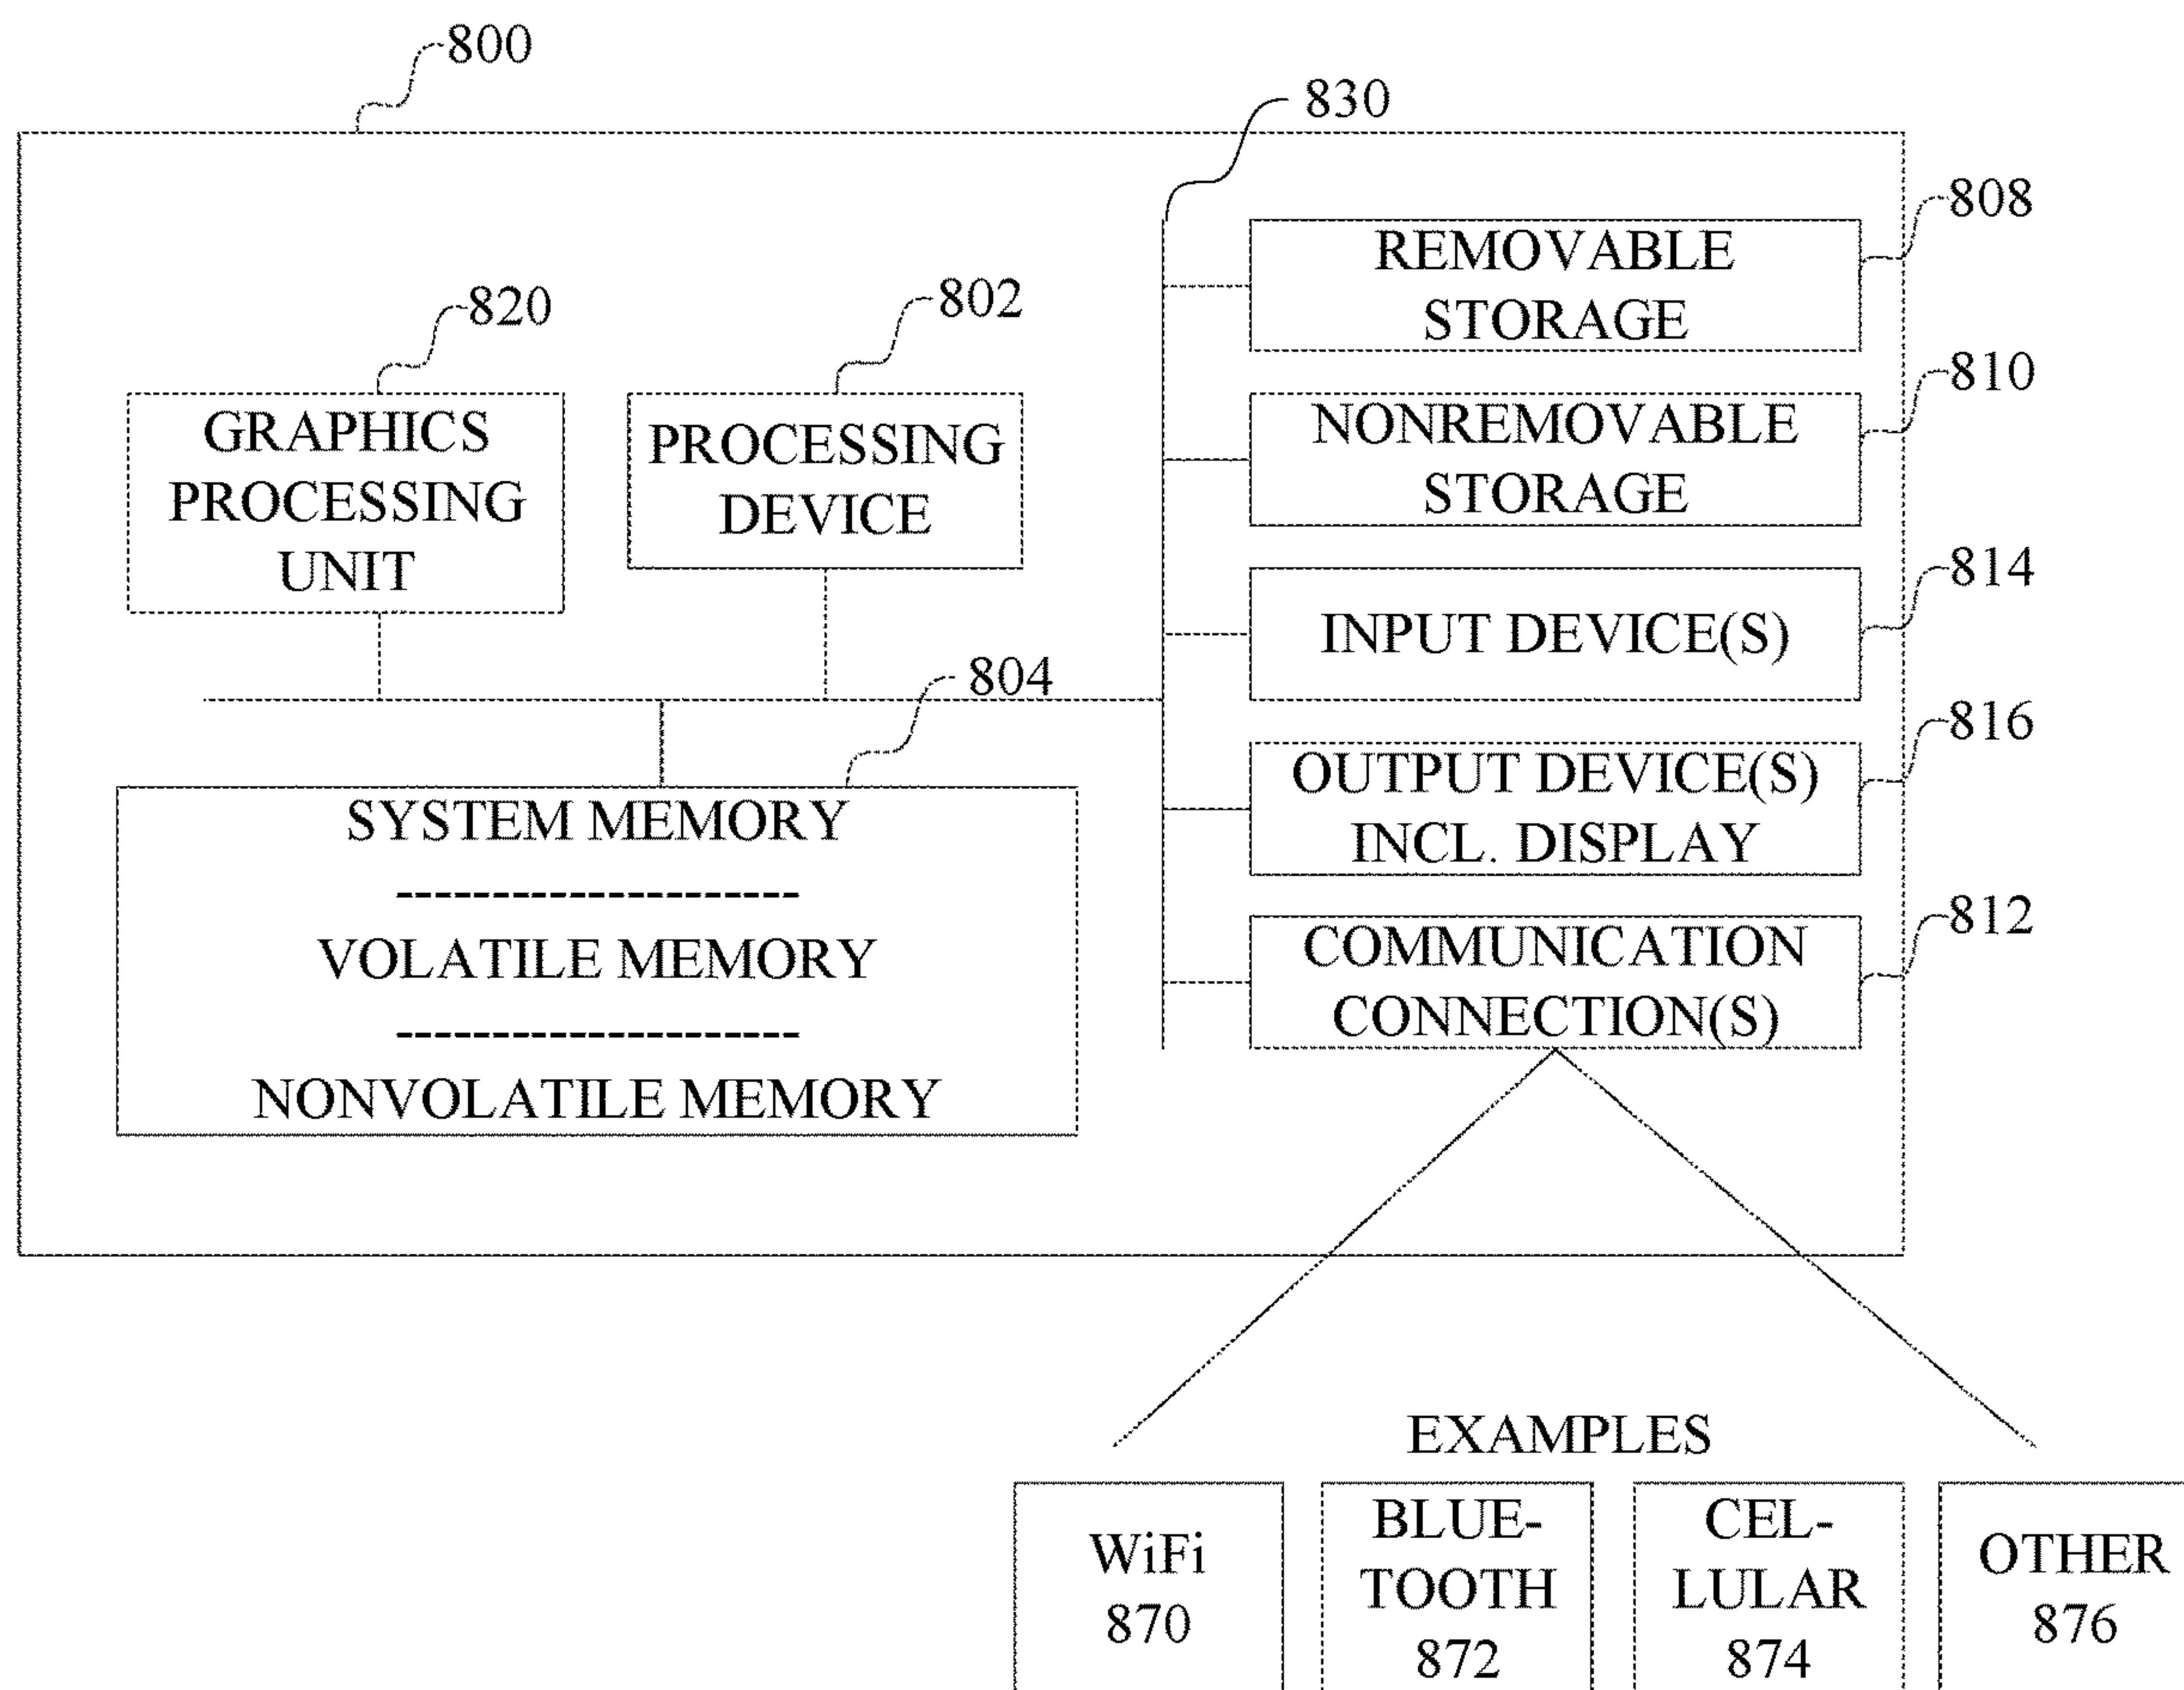 800
830
808
REMOVABLE
STORAGE
820
802
810
GRAPHICS
PROCESSING
UNIT
PROCESSING
DEVICE
NONREMOVABLE
STORAGE
814
INPUT DEVICE(S)
804
816
SYSTEM MEMORY
--------------------
VOLATILE MEMORY
--------------------
NONVOLATILE MEMORY
OUTPUT DEVICE(S)
INCL. DISPLAY
812
COMMUNICATION
CONNECTION(S)
EXAMPLES
WiFi
870
BLUE-
TOOTH
872
CEL-
LULAR
874
OTHER
876